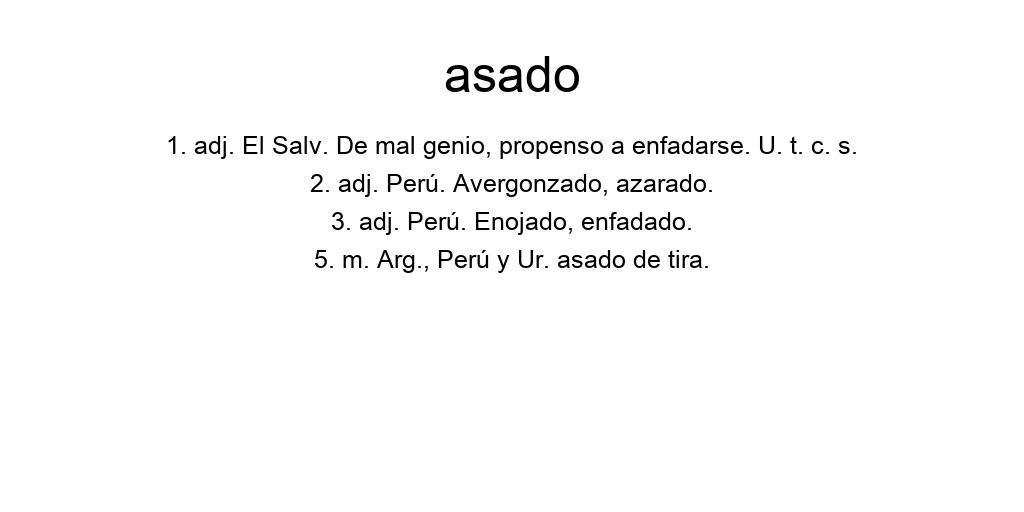 asado
1. adj. El Salv. De mal genio, propenso a enfadarse. U. t. c. s.
2. adj. Perú. Avergonzado, azarado.
3. adj. Perú. Enojado, enfadado.
5. m. Arg., Perú y Ur. asado de tira.